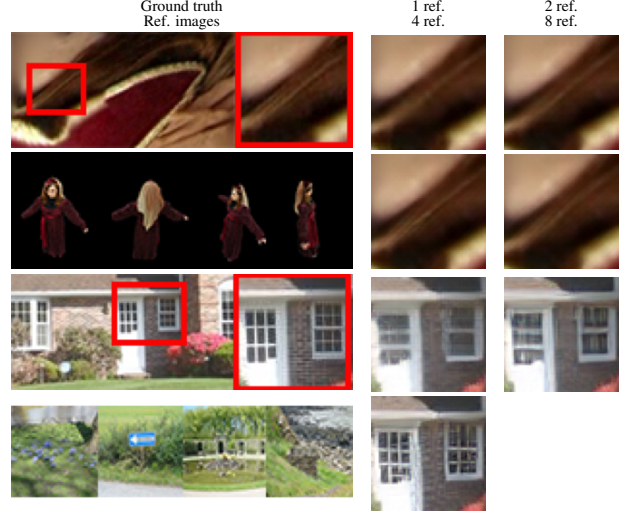 Ground truth
Ref. images
1 ref.
4 ref.
2 ref.
8 ref.